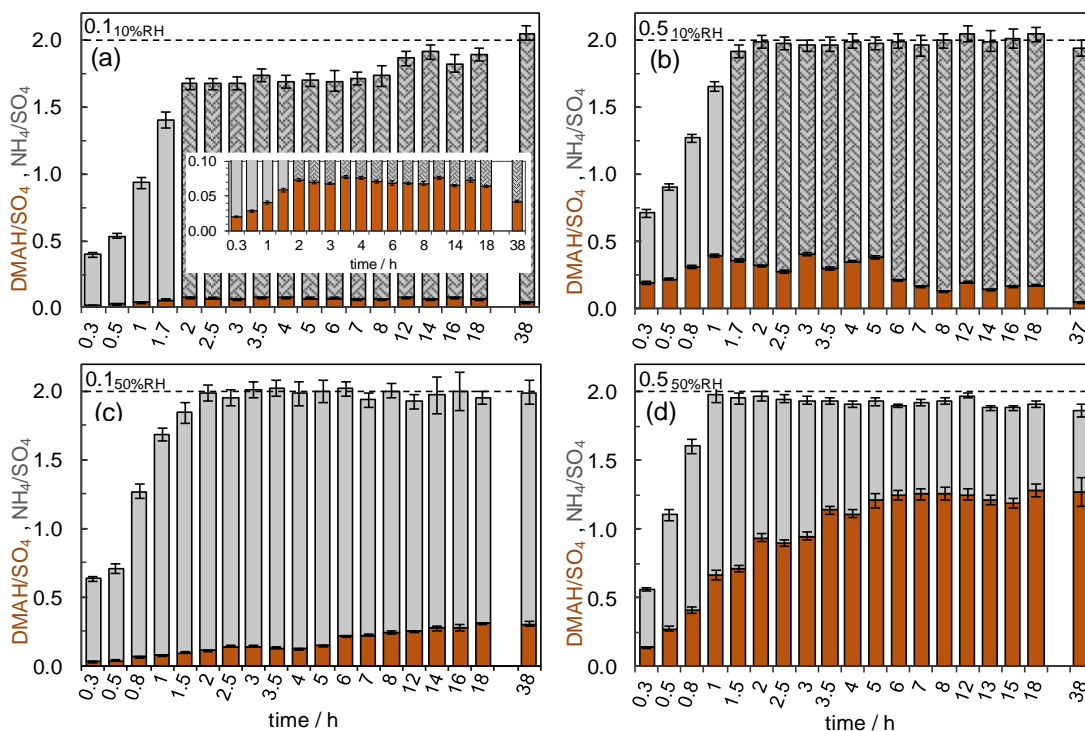 DMAH/SO4 , NH4/SO4
0.1 10%RH
(a)
2.0
1.5
1.0
0.5
0.0
0.10
0.05
0.00
0.3 1 2 3 4 6 8 14 18 38
time / h
0.3 0.5 1 1.7 2 2.5 3 3.5 4 5 6 7 8 12 14 16 18 38
DMAH/SO4 , NH4/SO4
0.5 10%RH
(b)
2.0
1.5
1.0
0.5
0.0
0.3 0.5 0.8 1 1.7 2 2.5 3 3.5 4 5 6 7 8 12 14 15 18 37
DMAH/SO4 , NH4/SO4
0.1 50%RH
(c)
2.0
1.5
1.0
0.5
0.0
0.3 0.5 0.8 1 1.5 2 2.5 3 3.5 4 5 6 7 8 12 14 16 18 38
time / h
DMAH/SO4 , NH4/SO4
0.5 50%RH
(d)
2.0
1.5
1.0
0.5
0.0
0.3 0.5 0.8 1 1.5 2 2.5 3 3.5 4 5 6 7 8 12 13 15 18 38
time / h